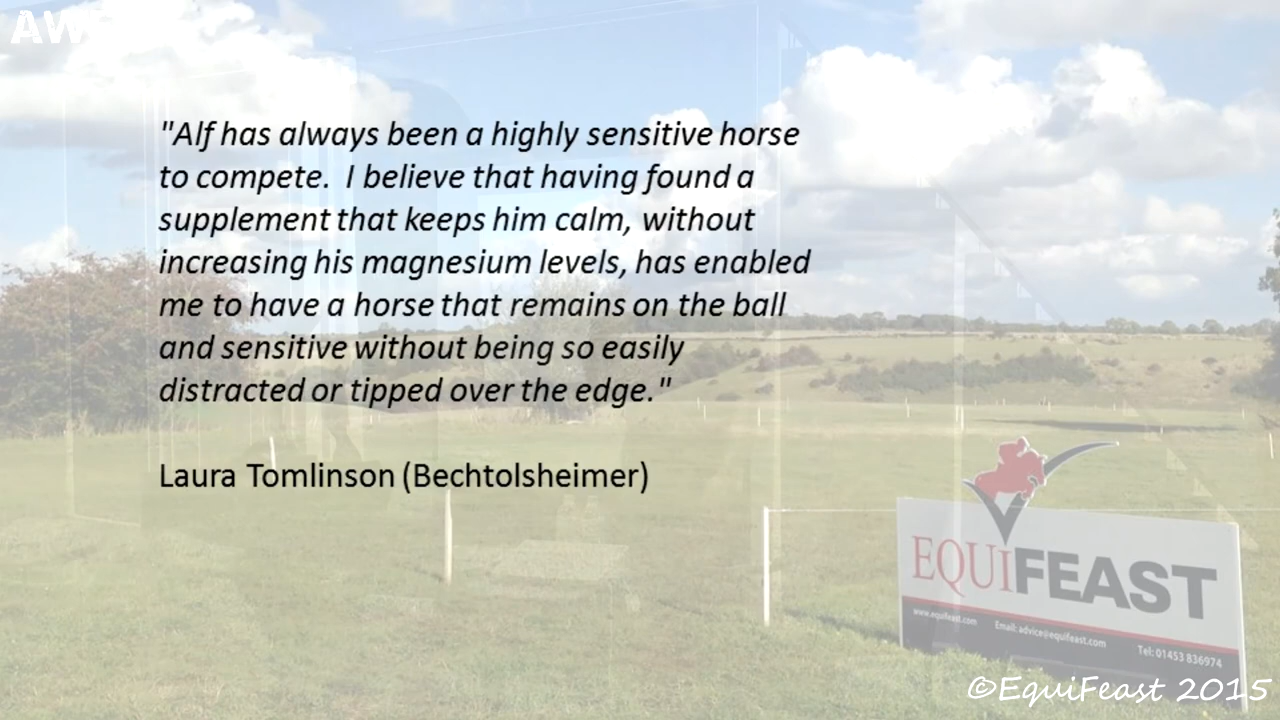 AW
"Alf has always been a highly sensitive horse
to compete.  I believe that having found a
supplement that keeps him calm, without
increasing his magnesium levels, has enabled
me to have a horse that remains on the ball
and sensitive without being so easily
distracted or tipped over the edge."
Laura Tomlinson (Bechtolsheimer)
EQUIFEAST
www.equifeast.com Email: advice@equifeast.com Tel: 01453 836974
©EquiFeast 2015